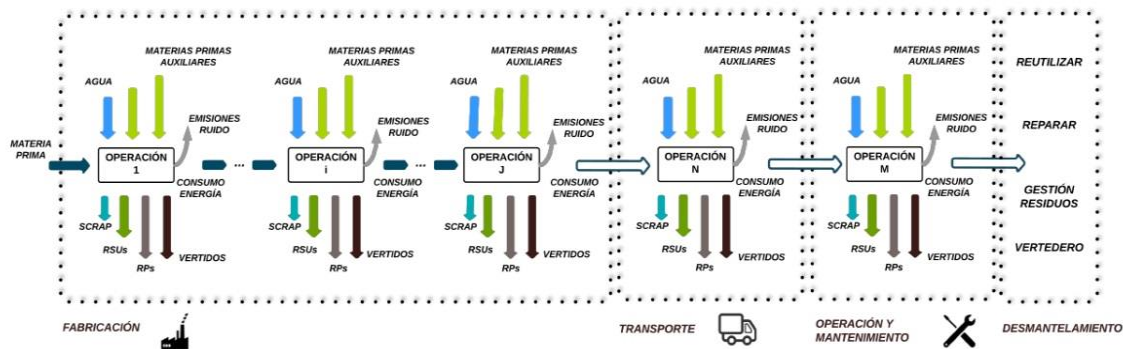 MATERIA
PRIMA
AGUA
MATERIAS PRIMAS
AUXILIARES
EMISIONES
RUIDO
OPERACIÓN
1
CONSUMO
ENERGÍA
SCRAP
RSUs
RPs
VERTIDOS
...
MATERIAS PRIMAS
AUXILIARES
AGUA
EMISIONES
RUIDO
OPERACIÓN
i
CONSUMO
ENERGÍA
SCRAP
RSUs
RPs
VERTIDOS
...
MATERIAS PRIMAS
AUXILIARES
AGUA
EMISIONES
RUIDO
OPERACIÓN
J
CONSUMO
ENERGÍA
SCRAP
RSUs
RPs
VERTIDOS
MATERIAS PRIMAS
AUXILIARES
AGUA
EMISIONES
RUIDO
OPERACIÓN
N
CONSUMO
ENERGÍA
SCRAP
RSUs
RPs
VERTIDOS
MATERIAS PRIMAS
AUXILIARES
AGUA
EMISIONES
RUIDO
OPERACIÓN
M
CONSUMO
ENERGÍA
SCRAP
RSUs
RPs
VERTIDOS
REUTILIZAR
REPARAR
GESTIÓN
RESIDUOS
VERTEDERO
FABRICACIÓN
TRANSPORTE
OPERACIÓN Y
MANTENIMIENTO
DESMANTELAMIENTO